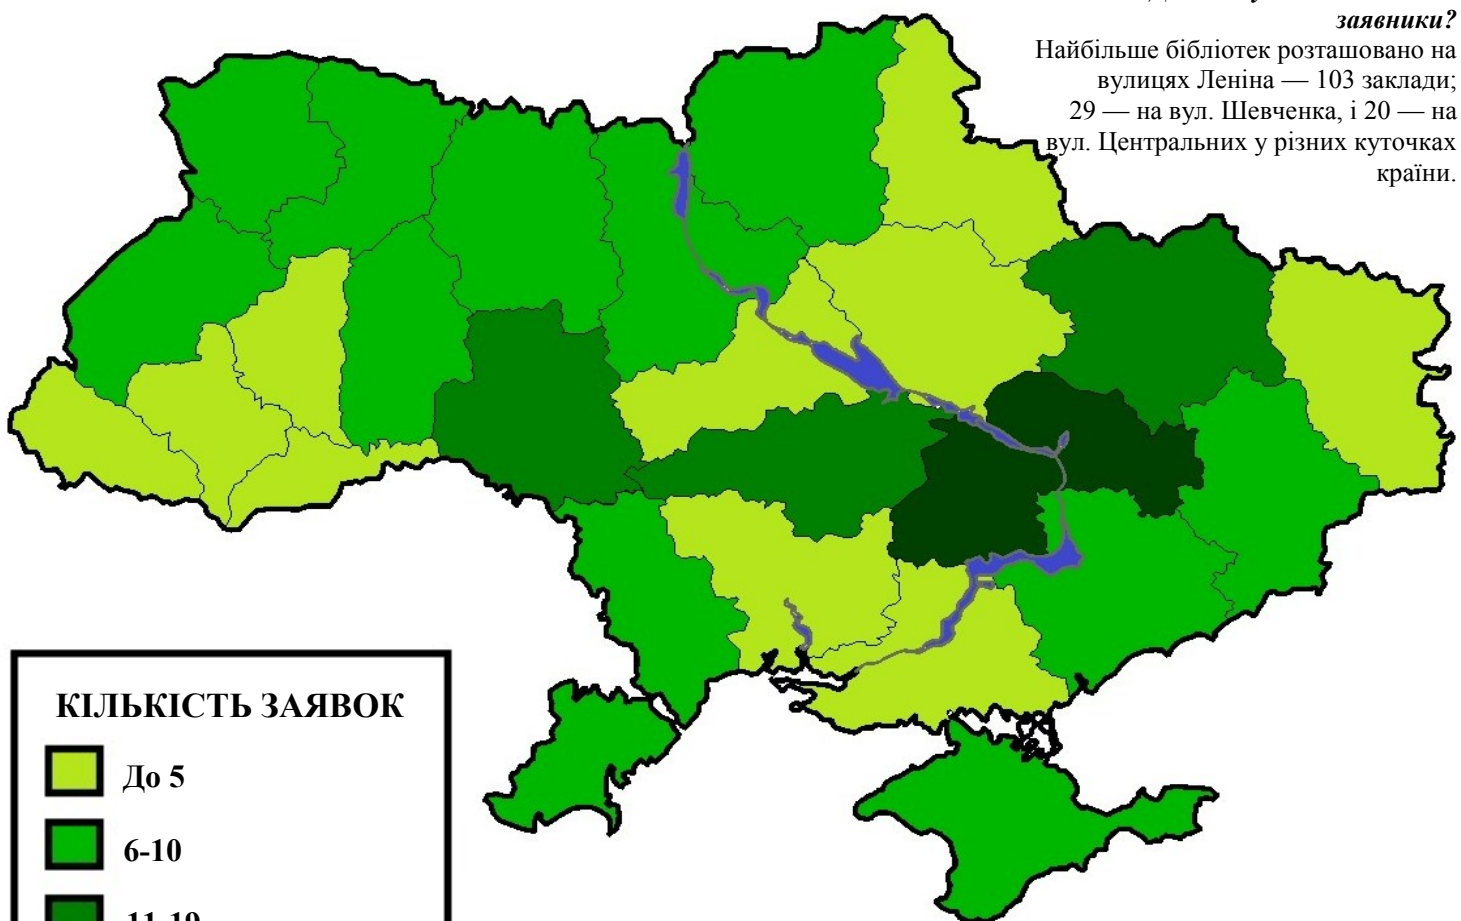 заявники?
Найбільше бібліотек розташовано на
вулицях Леніна — 103 заклади;
29 — на вул. Шевченка, і 20 — на
вул. Центральних у різних куточках
країни.
КІЛЬКІСТЬ ЗАЯВОК
До 5
6-10